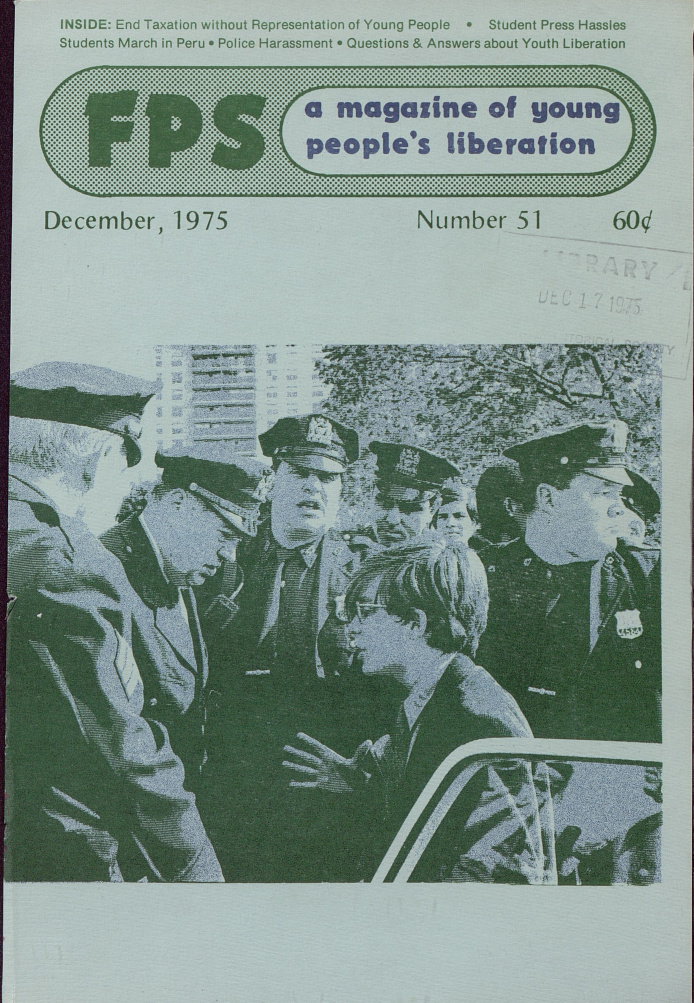 INSIDE: End Taxation without Representation of Young People • Student Press Hassles
Students March in Peru • Police Harassment • Questions & Answers about Youth Liberation
FPS
a magazine of young
people's liberation
December, 1975 Number 51 60¢
LIBRARY
DEC 17 1975